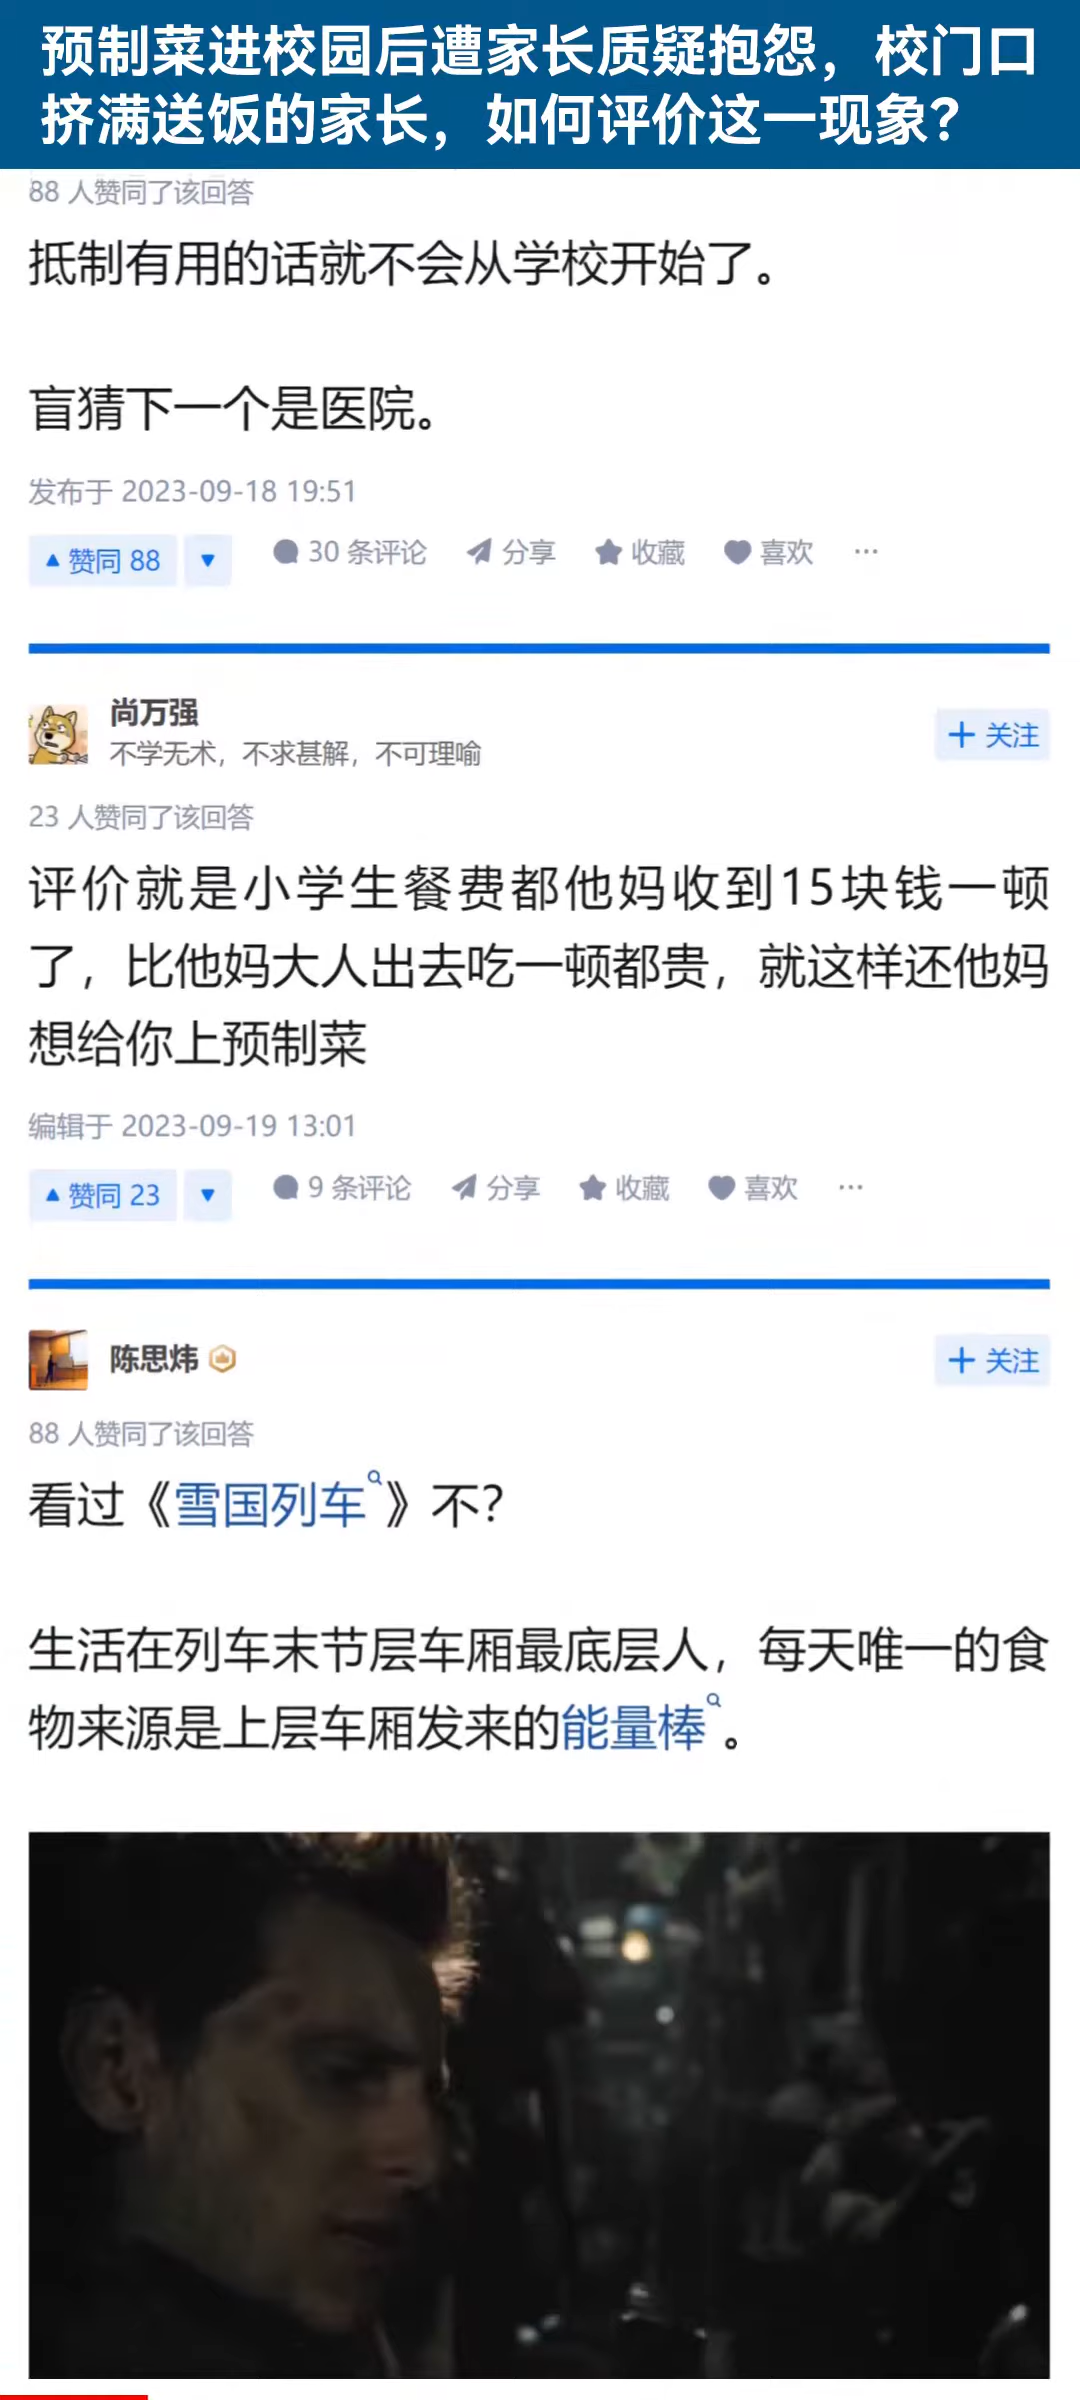 预制菜进校园后遭家长质疑抱怨，校门口
挤满送饭的家长，如何评价这一现象？
88 人赞同了该回答
抵制有用的话就不会从学校开始了。
盲猜下一个是医院。
发布于 2023-09-18 19:51
赞同 88 30 条评论 分享 收藏 喜欢 ···
尚万强
不学无术，不求甚解，不可理喻
+ 关注
23 人赞同了该回答
评价就是小学生餐费都他妈收到15块钱一顿
了，比他妈大人出去吃一顿都贵，就这样还他妈
想给你上预制菜
编辑于 2023-09-19 13:01
赞同 23 9 条评论 分享 收藏 喜欢 ···
陈思炜
+ 关注
88 人赞同了该回答
看过《雪国列车》不？
生活在列车末节层车厢最底层人，每天唯一的食
物来源是上层车厢发来的能量棒。